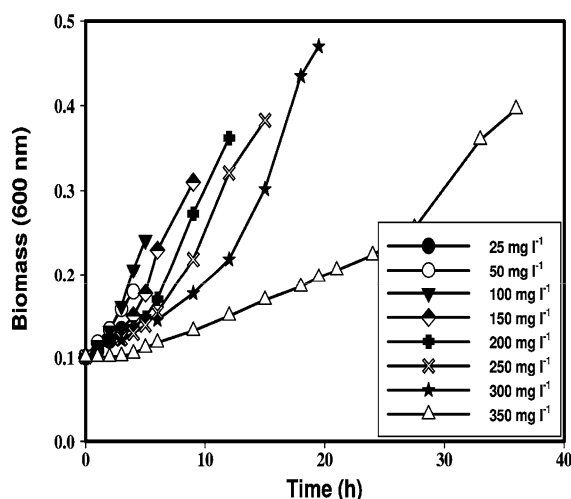 0.5
0.4
0.3
0.2
0.1
0.0
Biomass (600 nm)
25 mg l⁻¹
50 mg l⁻¹
100 mg l⁻¹
150 mg l⁻¹
200 mg l⁻¹
250 mg l⁻¹
300 mg l⁻¹
350 mg l⁻¹
0 10 20 30 40
Time (h)